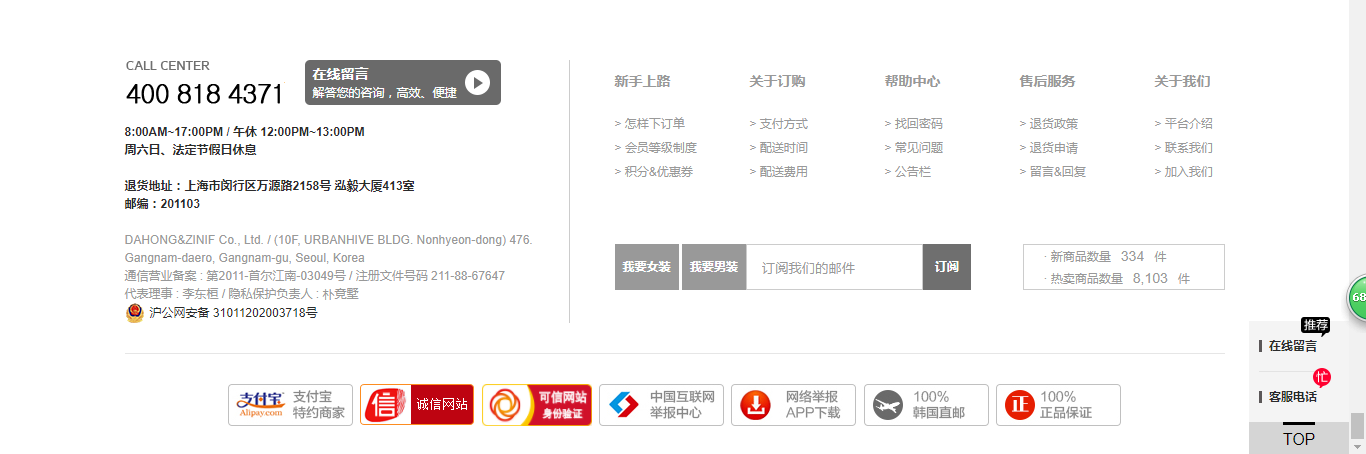 CALL CENTER
400 818 4371
在线留言
解答您的咨询，高效、便捷
8:00AM~17:00PM / 午休 12:00PM~13:00PM
周六日、法定节假日休息
退货地址：上海市闵行区万源路2158号 泓毅大厦413室
邮编：201103
DAHONG&ZINIF Co., Ltd. / (10F, URBANHIVE BLDG. Nonhyeon-dong) 476.
Gangnam-daero, Gangnam-gu, Seoul, Korea
通信营业备案 : 第2011-首尔江南-03049号 / 注册文件号码 211-88-67647
代表理事 : 李东桓 / 隐私保护负责人 : 朴竟墅
沪公网安备 31011202003718号
新手上路
> 怎样下订单
> 会员等级制度
> 积分&优惠券
关于订购
> 支付方式
> 配送时间
> 配送费用
帮助中心
> 找回密码
> 常见问题
> 公告栏
售后服务
> 退货政策
> 退货申请
> 留言&回复
关于我们
> 平台介绍
> 联系我们
> 加入我们
我要女装
我要男装
订阅我们的邮件
订阅
· 新商品数量 334 件
· 热卖商品数量 8,103 件
68
推荐
在线留言
忙
客服电话
TOP
支付宝
Alipay.com
支付宝
特约商家
信
诚信网站
可信网站
身份验证
中国互联网
举报中心
网络举报
APP下载
100%
韩国直邮
正
100%
正品保证